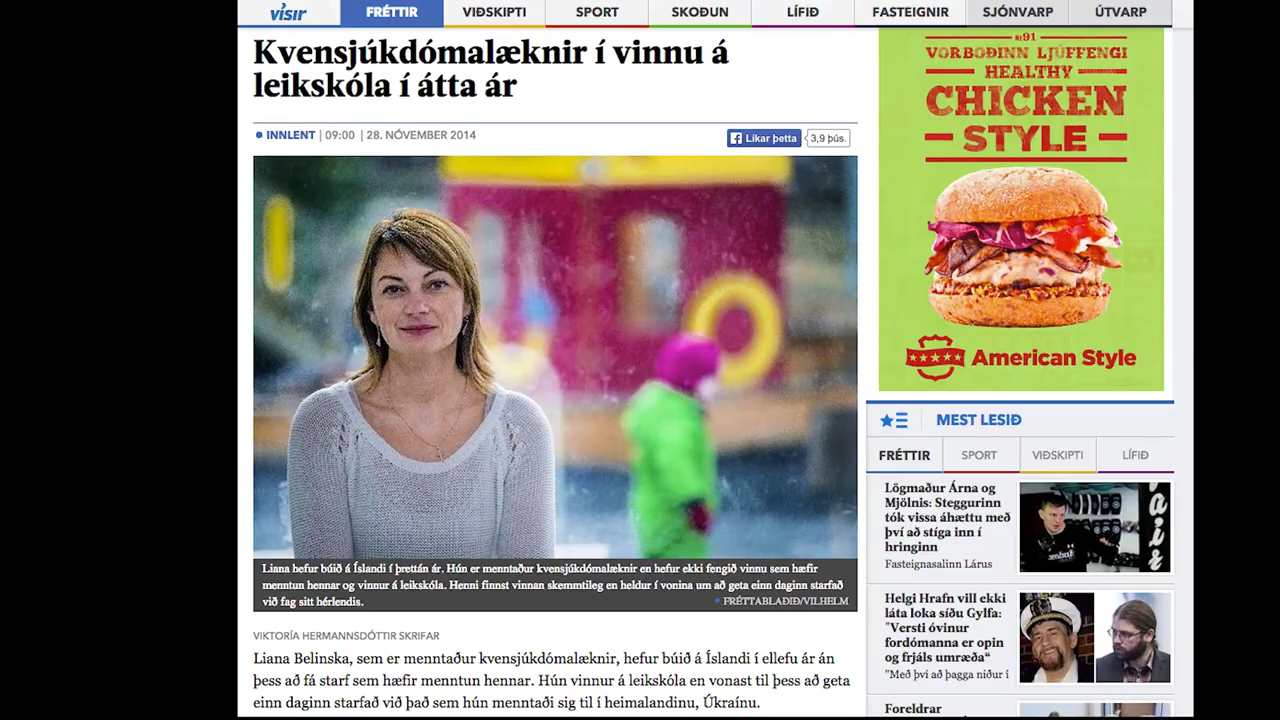 vísir
FRÉTTIR
VIÐSKIPTI
SPORT
SKOÐUN
LÍFIÐ
FASTEIGNIR
SJÓNVARP
ÚTVARP
Kvensjúkdómalæknir í vinnu á
leikskóla í átta ár
INNLENT | 09:00 | 28. NÓVEMBER 2014
Líkar þetta
3,9 þús.
Liana hefur búið á Íslandi í þrettán ár. Hún er menntaður kvensjúkdómalæknir en hefur ekki fengið vinnu sem hæfir
menntun hennar og vinnur á leikskóla. Henni finnst vinnan skemmtileg en heldur í vonina um að geta einn daginn starfað
við fag sitt hérlendis.
FRÉTTABLAÐIÐ/VILHELM
VIKTORÍA HERMANNSDÓTTIR SKRIFAR
Liana Belinska, sem er menntaður kvensjúkdómalæknir, hefur búið á Íslandi í ellefu ár án
þess að fá starf sem hæfir menntun hennar. Hún vinnur á leikskóla en vonast til þess að geta
einn daginn starfað við það sem hún menntaði sig til í heimalandinu, Úkraínu.
№91
VORBOÐINN LJÚFFENGI
HEALTHY
CHICKEN
STYLE
American Style
MEST LESIÐ
FRÉTTIR
SPORT
VIÐSKIPTI
LÍFIÐ
Lögmaður Árna og
Mjölnis: Steggurinn
tók vissa áhættu með
því að stíga inn í
hringinn
Fasteignasalinn Lárus
Helgi Hrafn vill ekki
láta loka síðu Gylfa:
"Versti óvinur
fordómanna er opin
og frjáls umræða“
"Með því að þagga niður í
Foreldrar